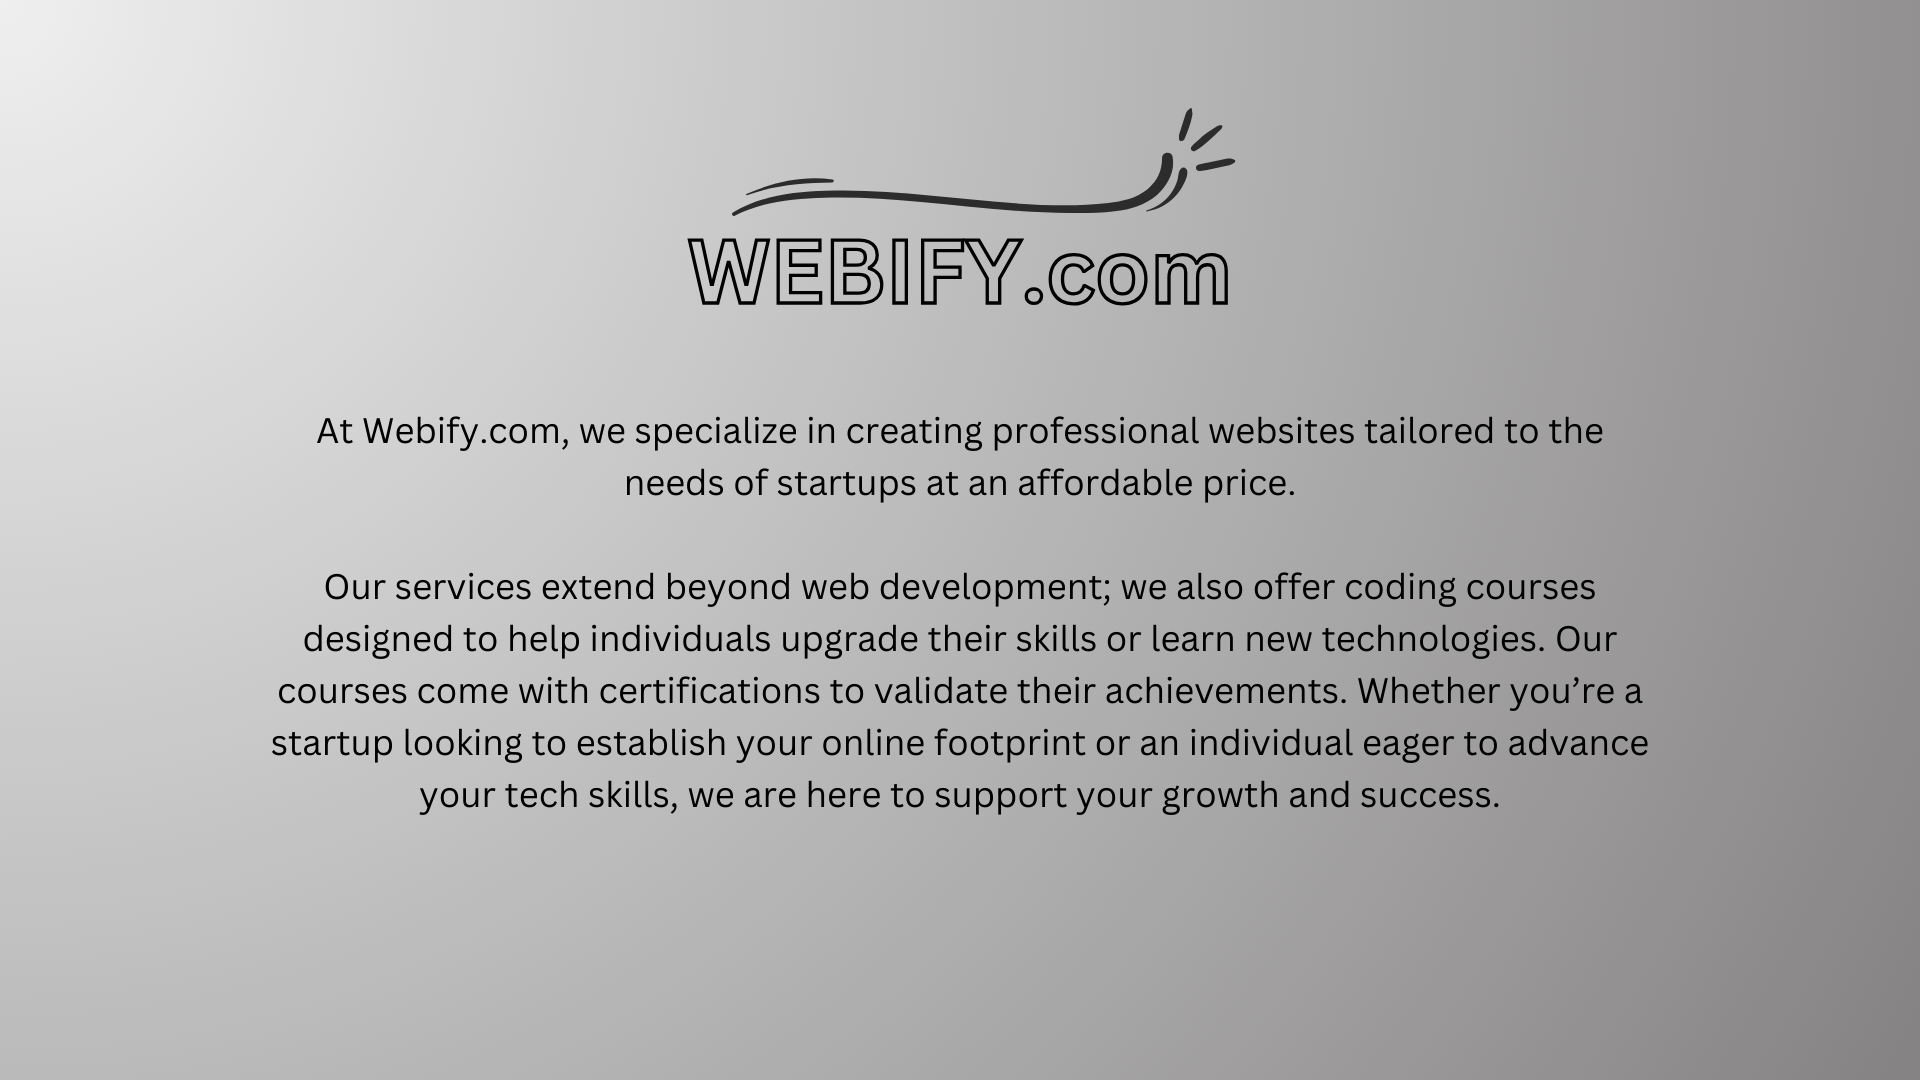 WEBIFY.com
At Webify.com, we specialize in creating professional websites tailored to the
needs of startups at an affordable price.
Our services extend beyond web development; we also offer coding courses
designed to help individuals upgrade their skills or learn new technologies. Our
courses come with certifications to validate their achievements. Whether you’re a
startup looking to establish your online footprint or an individual eager to advance
your tech skills, we are here to support your growth and success.